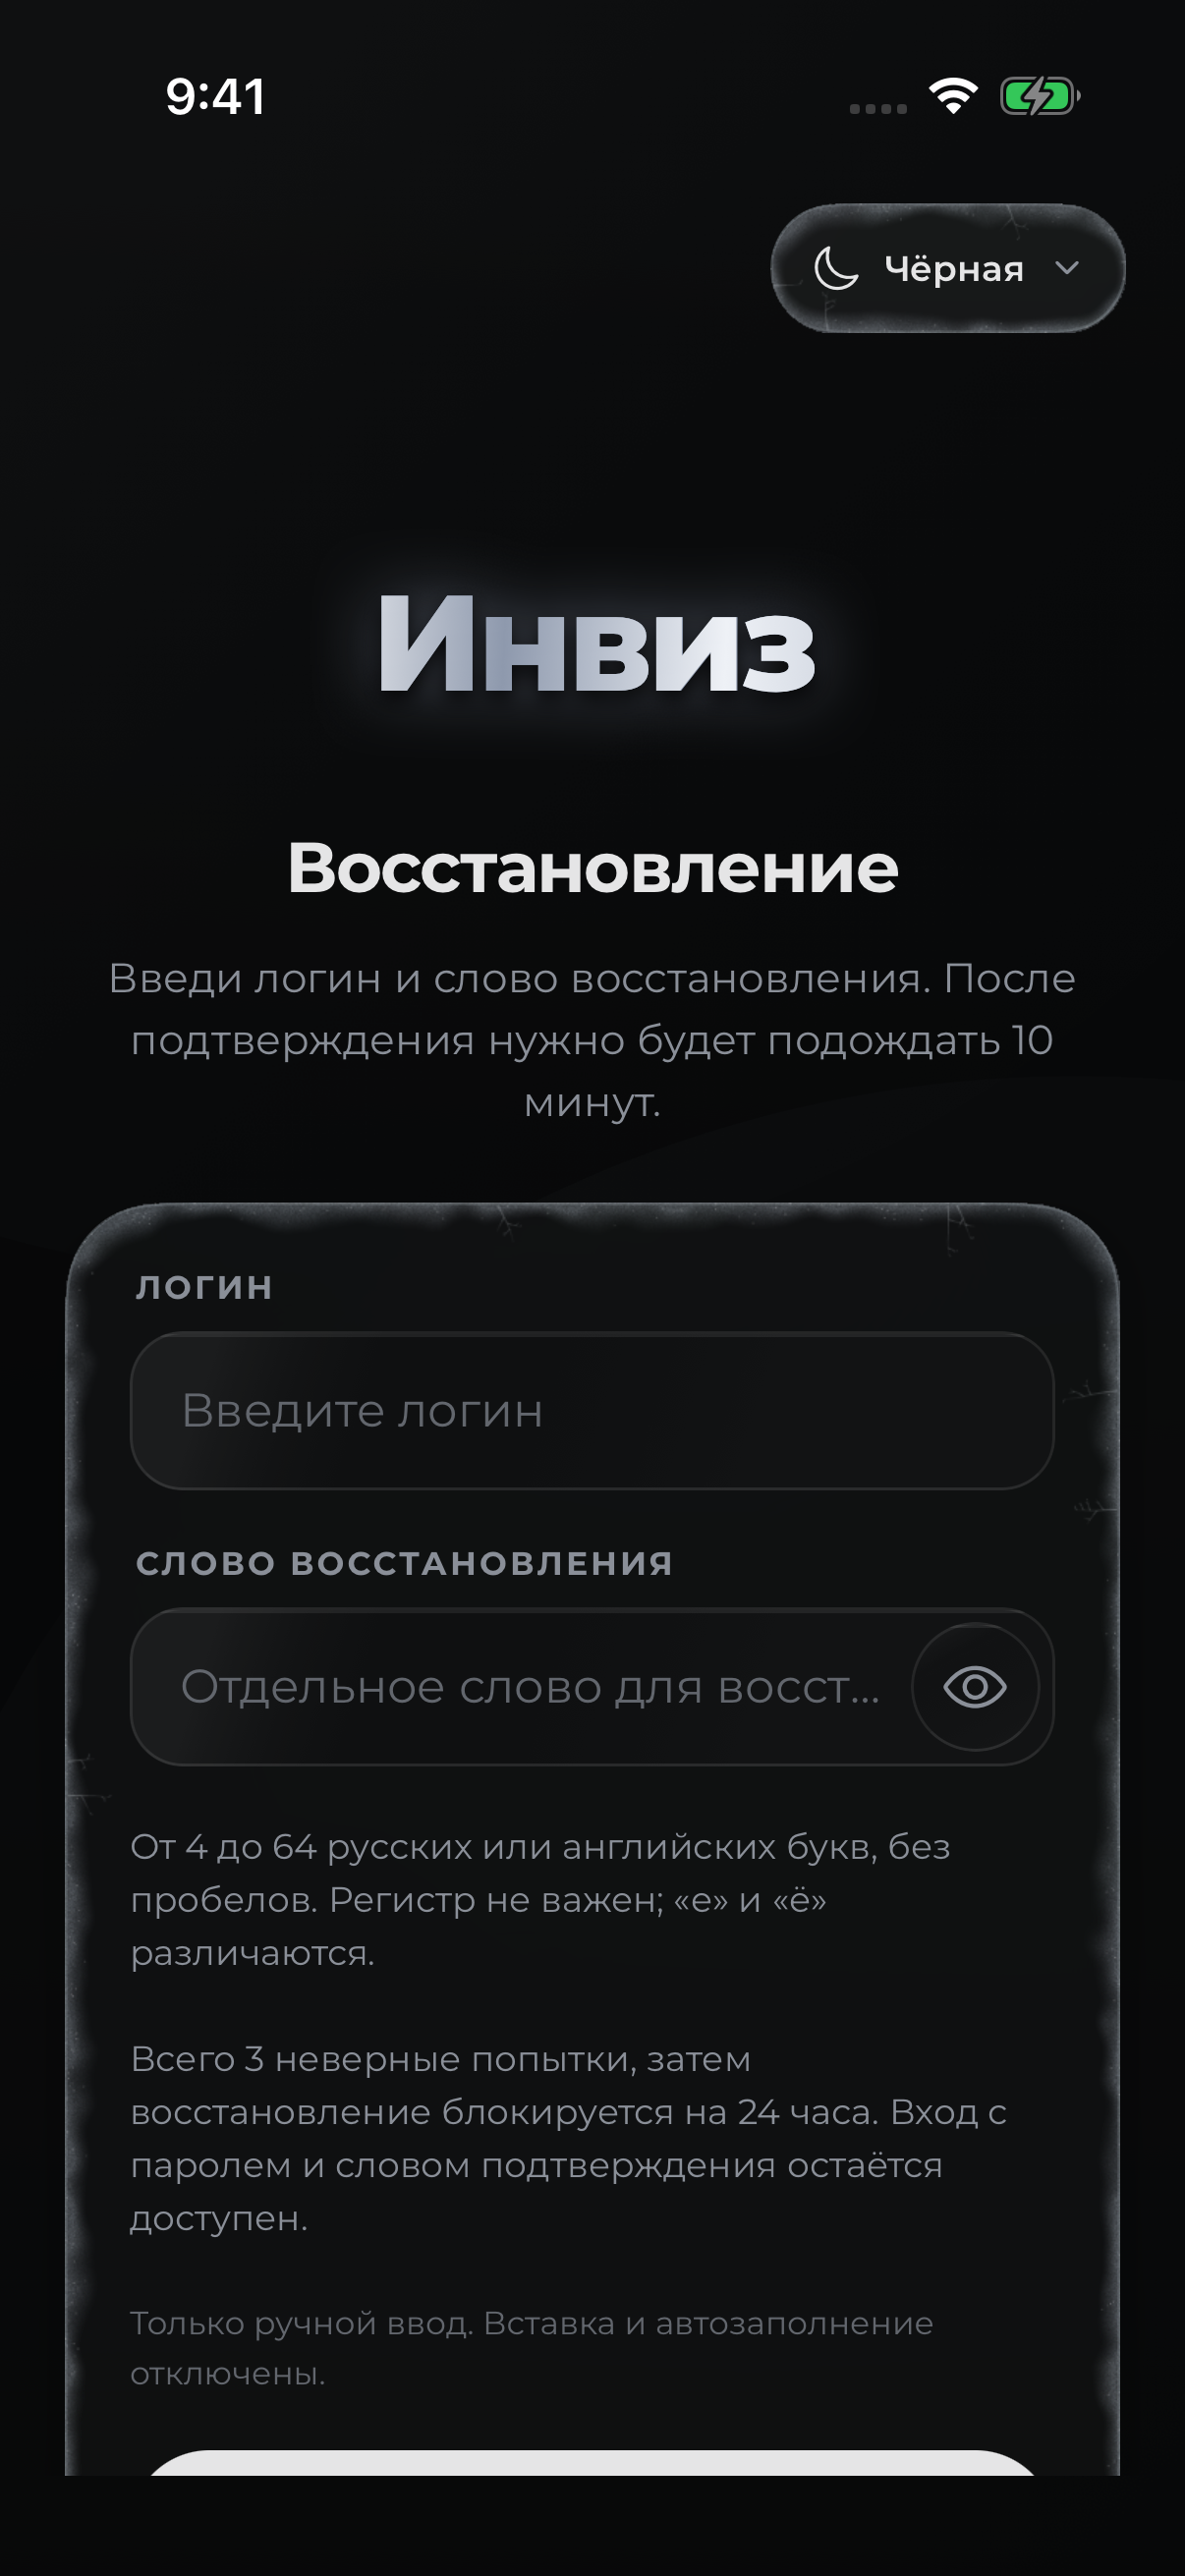 9:41
Чёрная
Инвиз
Восстановление
Введи логин и слово восстановления. После
подтверждения нужно будет подождать 10
минут.
ЛОГИН
Введите логин
СЛОВО ВОССТАНОВЛЕНИЯ
Отдельное слово для восст...
От 4 до 64 русских или английских букв, без
пробелов. Регистр не важен; «е» и «ё»
различаются.
Всего 3 неверные попытки, затем
восстановление блокируется на 24 часа. Вход с
паролем и словом подтверждения остаётся
доступен.
Только ручной ввод. Вставка и автозаполнение
отключены.